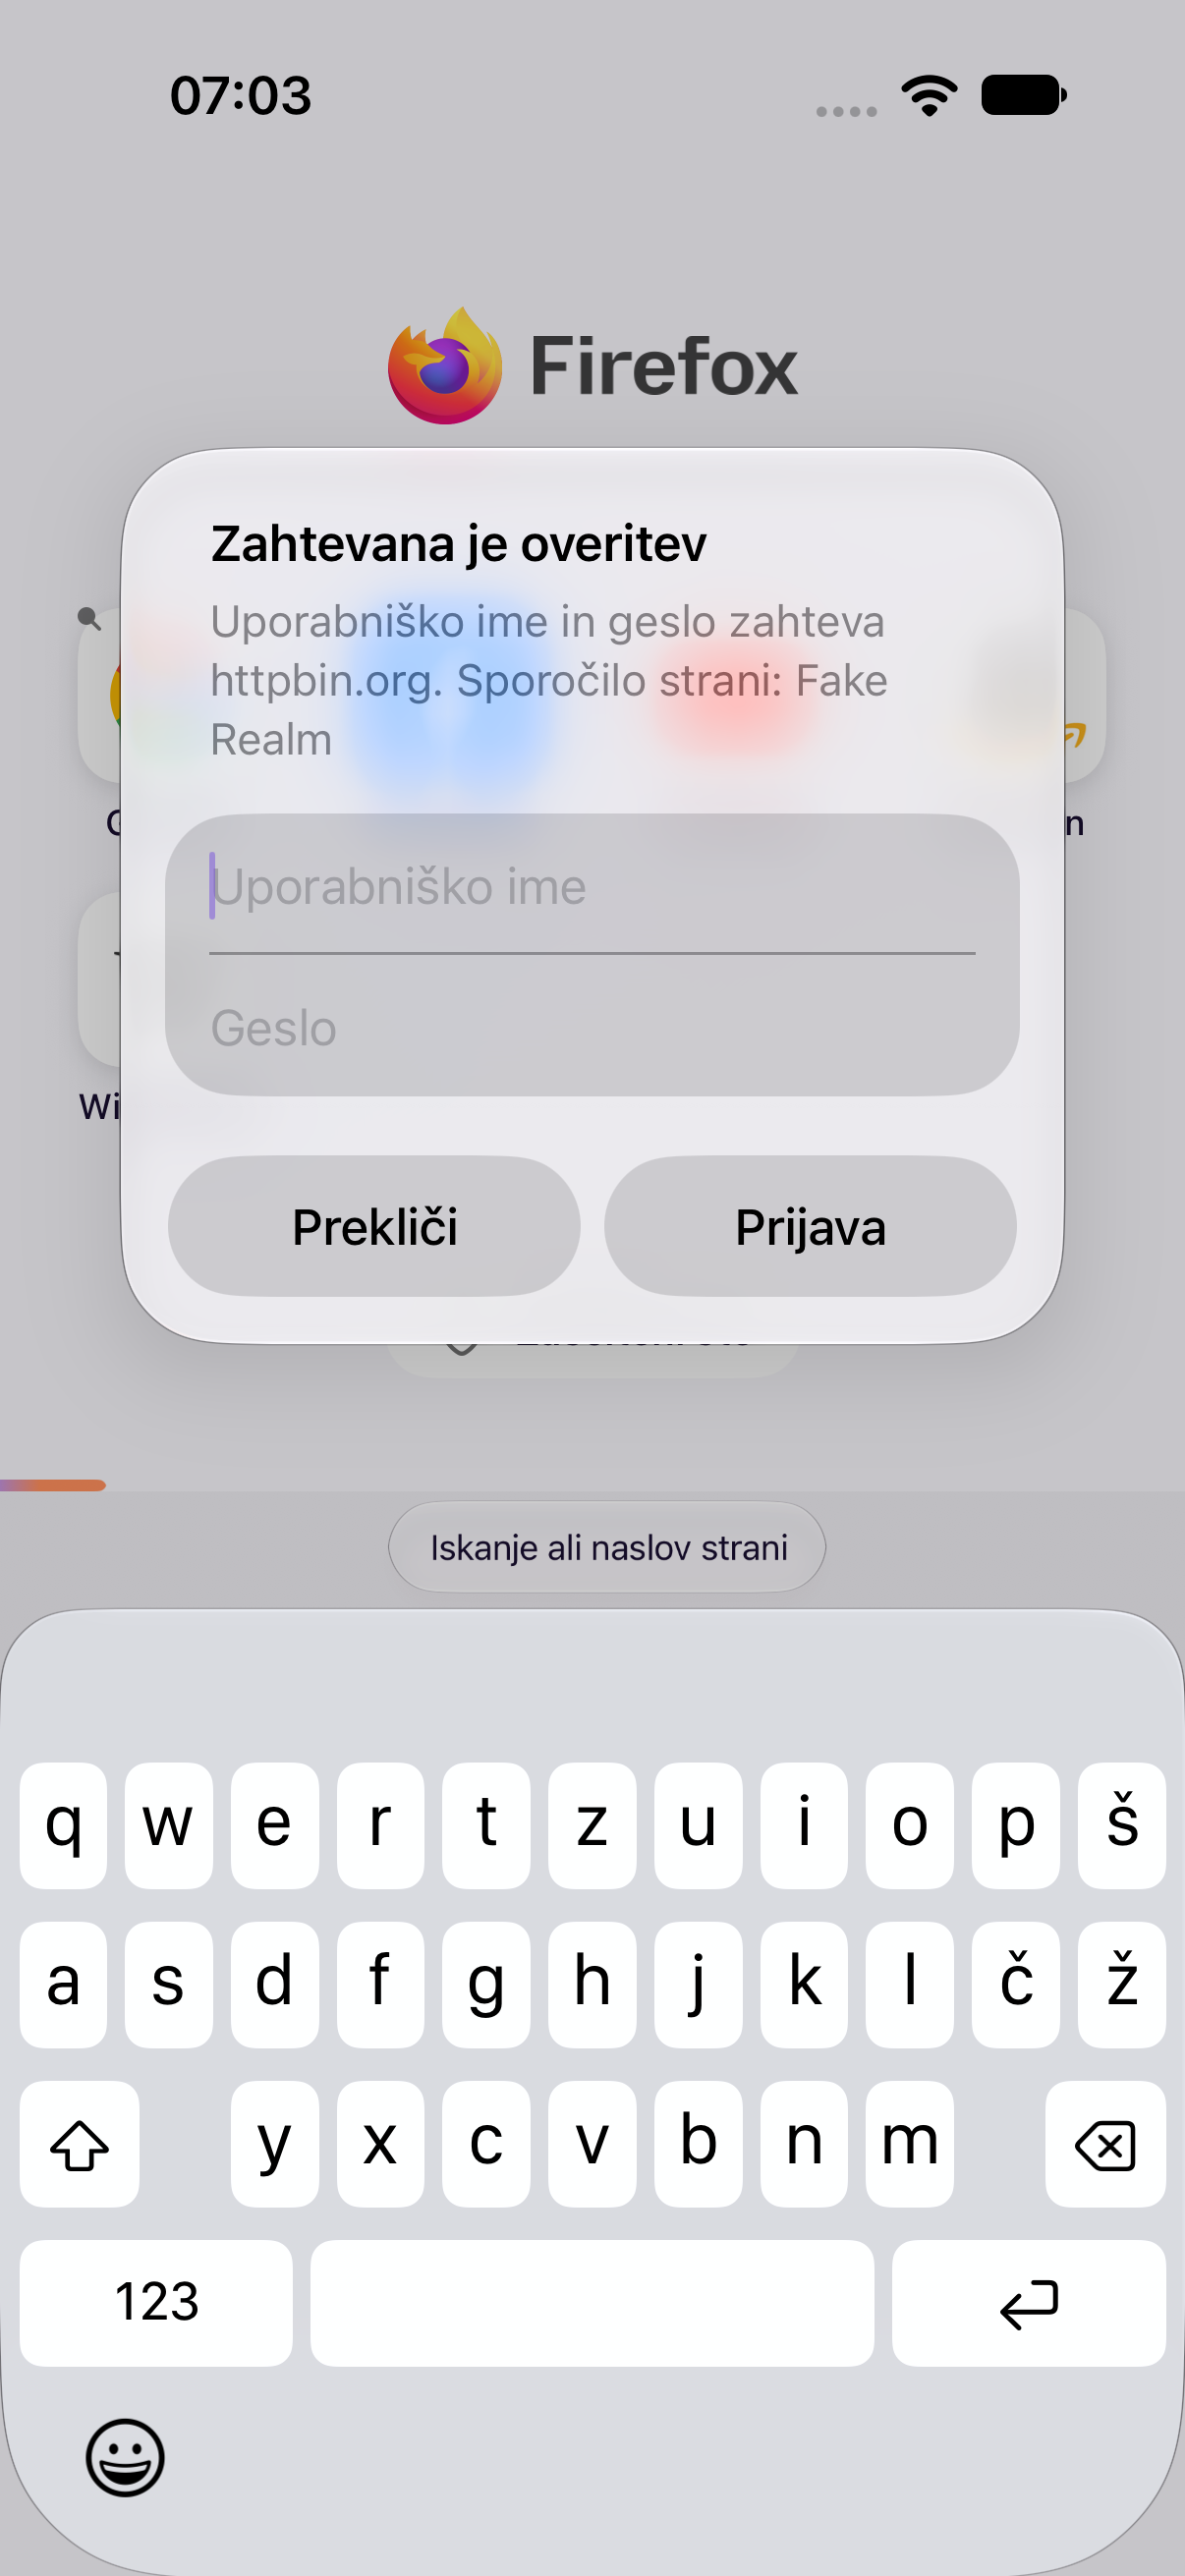 07:03
Firefox
Zahtevana je overitev
Uporabniško ime in geslo zahteva
httpbin.org. Sporočilo strani: Fake
Realm
Uporabniško ime
Geslo
Prekliči
Prijava
Iskanje ali naslov strani
q w e r t z u i o p š
a s d f g h j k l č ž
y x c v b n m
123